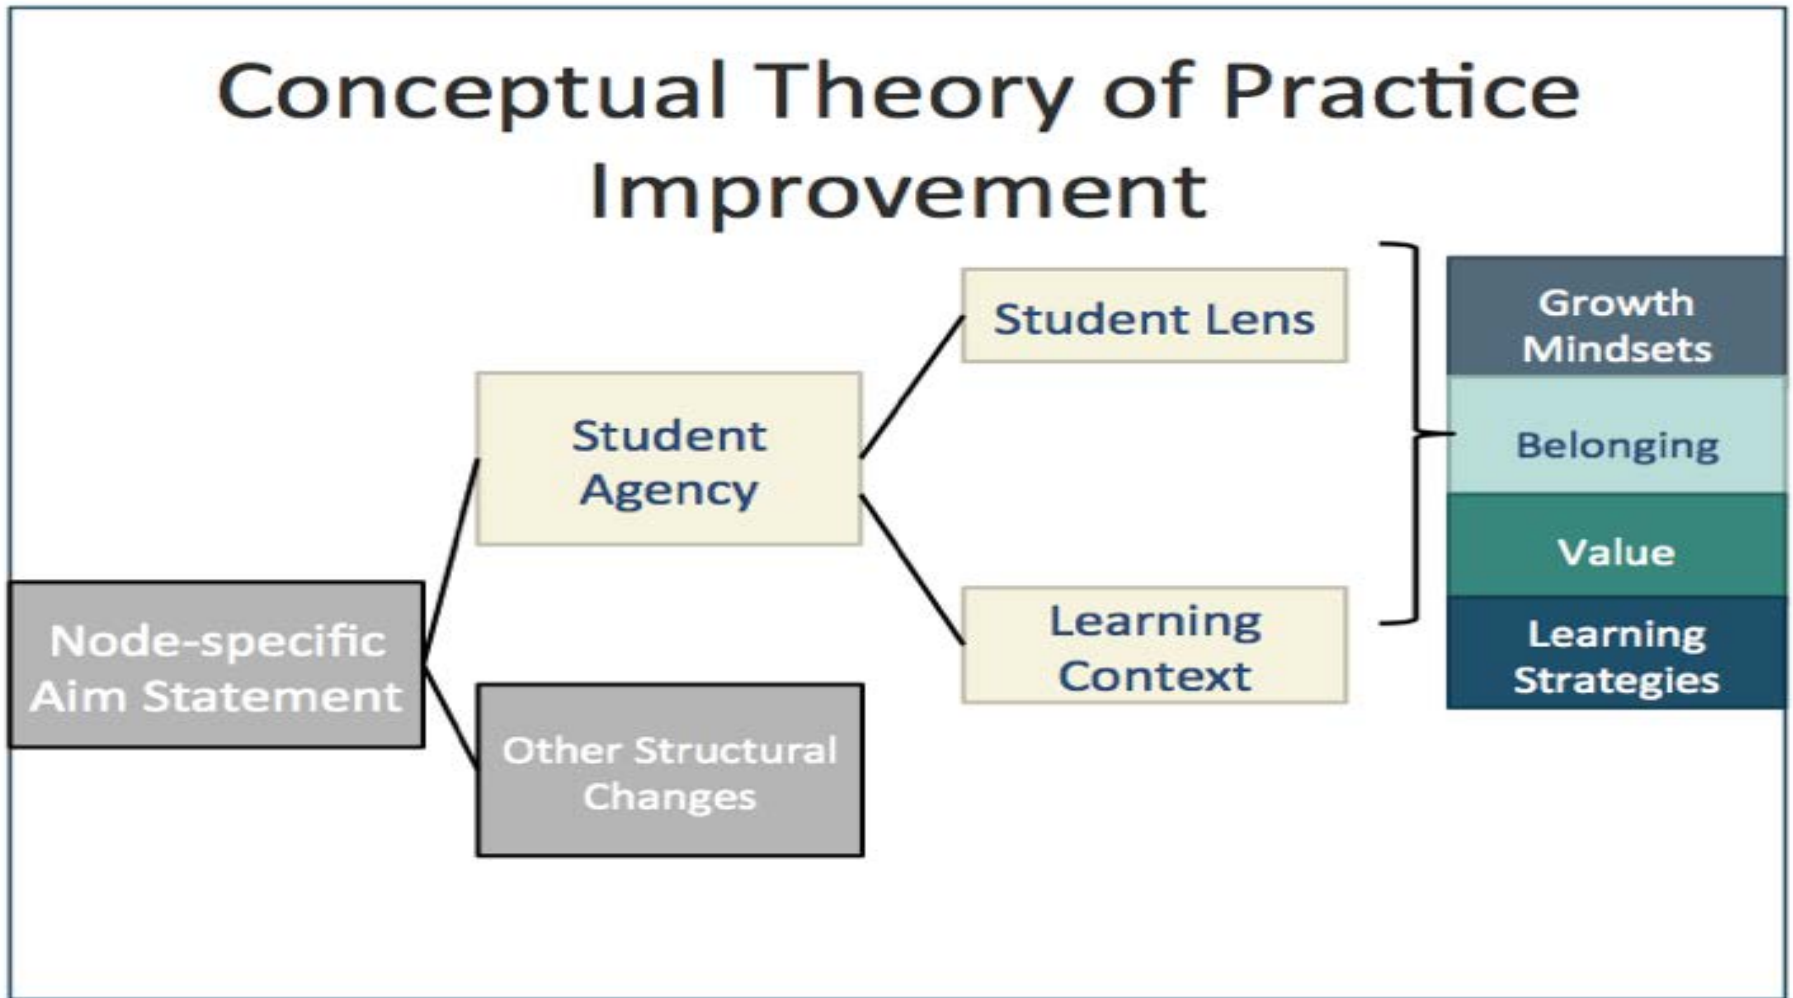 Conceptual Theory of Practice
Improvement
Student Lens
Growth
Mindsets
Student
Agency
Belonging
Value
Node-specific
Aim Statement
Learning
Context
Learning
Strategies
Other Structural
Changes